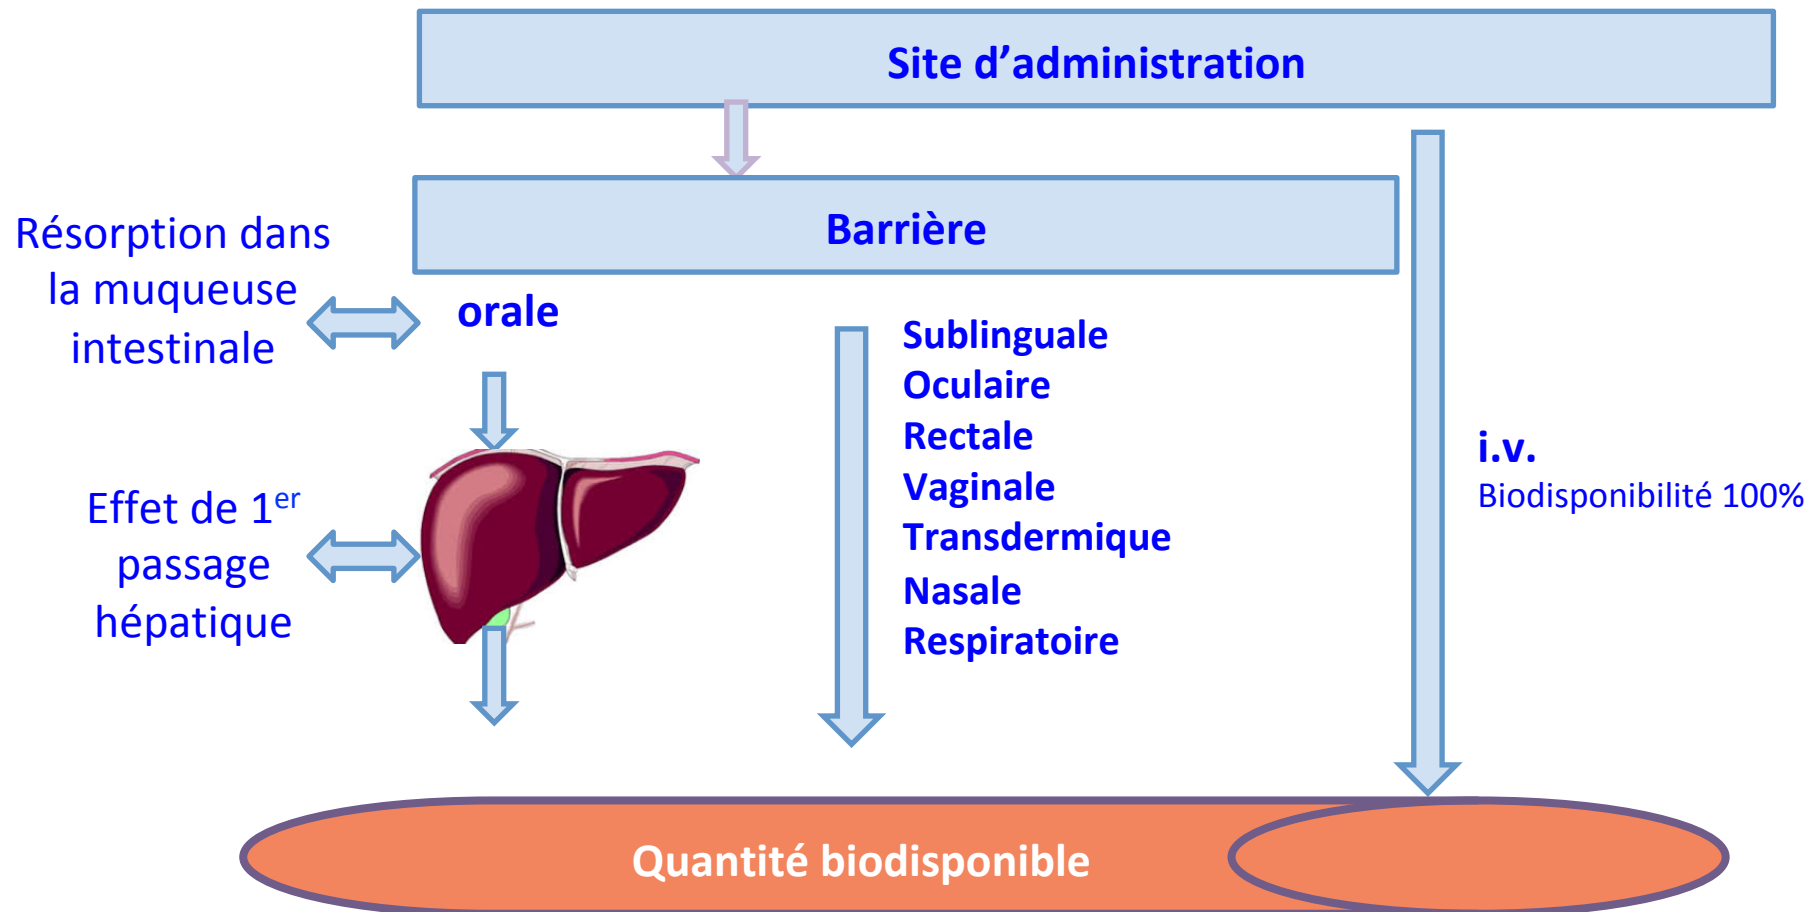 Site d’administration
Barrière
Résorption dans
la muqueuse
intestinale
orale
Effet de 1er
passage
hépatique
Sublinguale
Oculaire
Rectale
Vaginale
Transdermique
Nasale
Respiratoire
i.v.
Biodisponibilité 100%
Quantité biodisponible